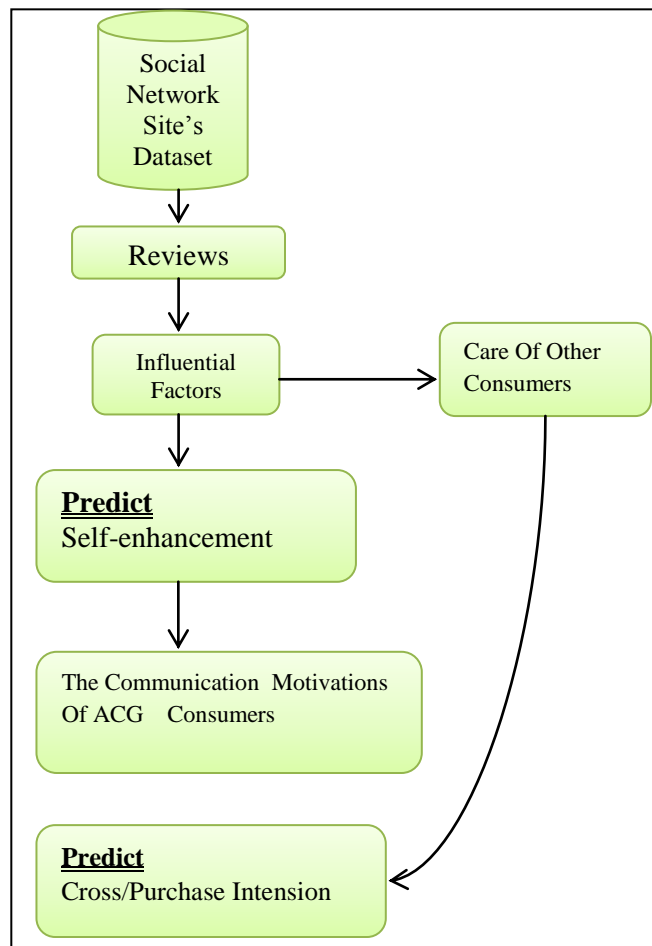 Social
Network
Site’s
Dataset
Reviews
Influential
Factors
Care Of Other
Consumers
Predict
Self-enhancement
The Communication Motivations
Of ACG Consumers
Predict
Cross/Purchase Intension